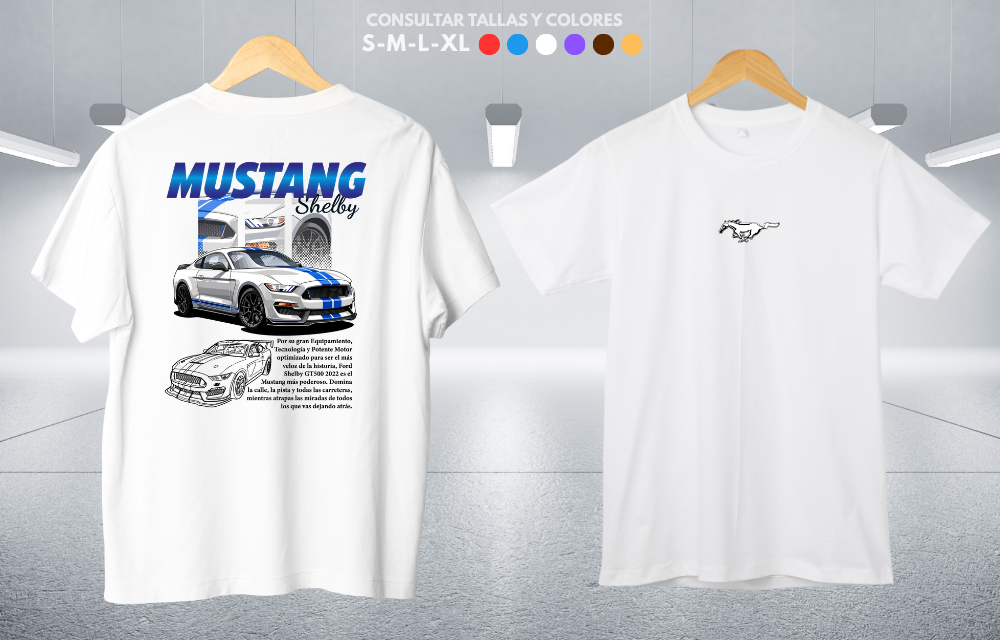 CONSULTAR TALLAS Y COLORES
S-M-L-XL
MUSTANG
Shelby
Por su gran Equipamiento,
Tecnología y Potente Motor
optimizado para ser el más
veloz de la historia, Ford
Shelby GT500 2022 es el
Mustang más poderoso. Domina
la calle, la pista y todas las carreteras,
mientras atrapas las miradas de todos
los que vas dejando atrás.